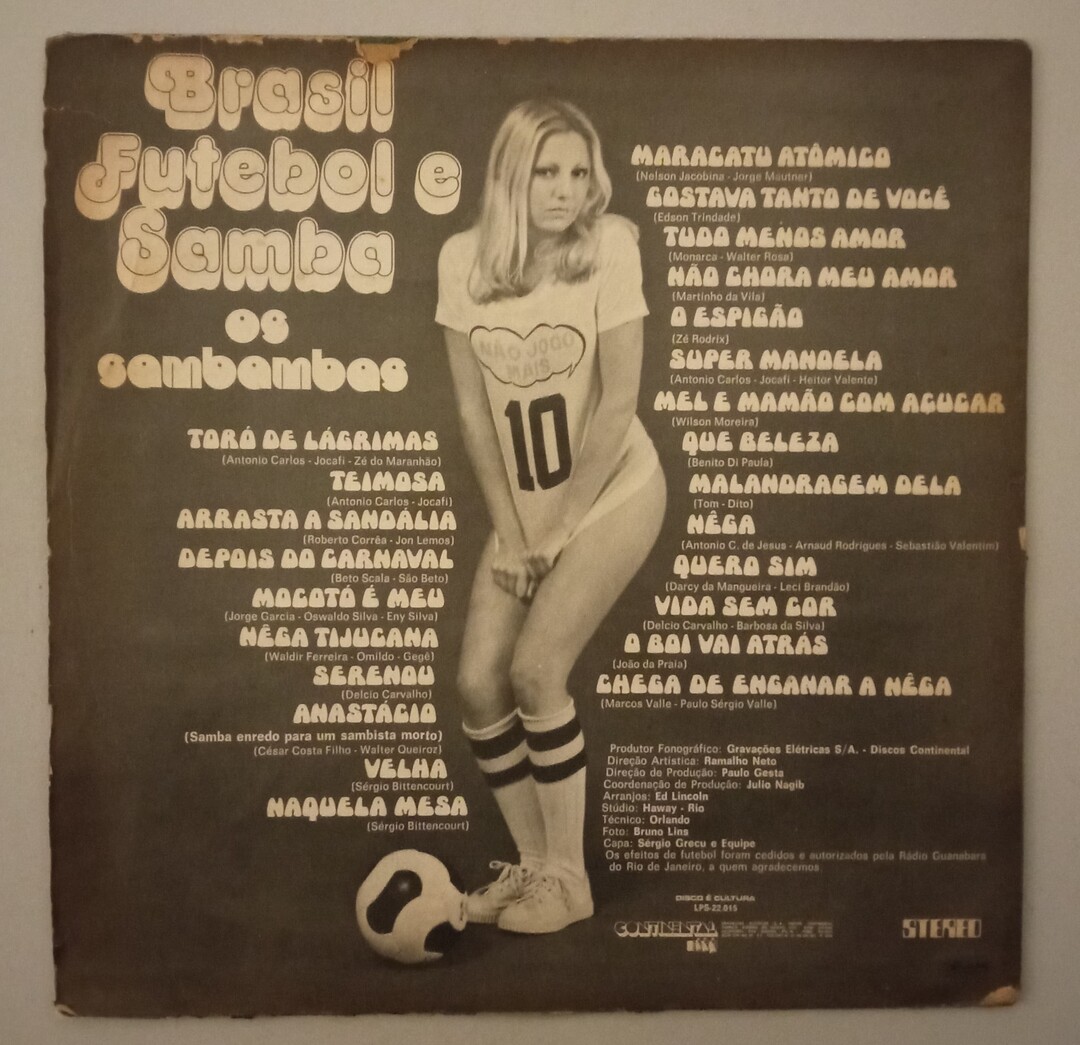 Brasil
Futebol e
Samba
os
sambambas
TORÓ DE LÁGRIMAS
(Antonio Carlos - Jocafi - Zé do Maranhão)
TEIMOSA
(Antonio Carlos - Jocafi)
ARRASTA A SANDÁLIA
(Roberto Corrêa - Jon Lemos)
DEPOIS DO CARNAVAL
(Beto Scala - São Beto)
MOCOTÓ É MEU
(Jorge Garcia - Oswaldo Silva - Eny Silva)
NÊGA TIJUCANA
(Waldir Ferreira - Omildo - Gegê)
SERENOU
(Delcio Carvalho)
ANASTÁCIO
(Samba enredo para um sambista morto)
(César Costa Filho - Walter Queiroz)
VELHA
(Sérgio Bittencourt)
NAQUELA MESA
(Sérgio Bittencourt)
NÃO JOGO
MAIS
10
MARACATU ATÔMICO
(Nelson Jacobina - Jorge Mautner)
GOSTAVA TANTO DE VOCÊ
(Edson Trindade)
TUDO MENOS AMOR
(Monarca - Walter Rosa)
NÃO CHORA MEU AMOR
(Martinho da Vila)
O ESPIGÃO
(Zé Rodrix)
SUPER MANOELA
(Antonio Carlos - Jocafi - Heitor Valente)
MEL E MAMÃO COM AÇUCAR
(Wilson Moreira)
QUE BELEZA
(Benito Di Paula)
MALANDRAGEM DELA
(Tom - Dito)
NÊGA
(Antonio C. de Jesus - Arnaud Rodrigues - Sebastião Valentim)
QUERO SIM
(Darcy da Mangueira - Leci Brandão)
VIDA SEM COR
(Delcio Carvalho - Barbosa da Silva)
O BOI VAI ATRÁS
(João da Praia)
CHEGA DE ENGANAR A NÊGA
(Marcos Valle - Paulo Sérgio Valle)
Produtor Fonográfico: Gravações Elétricas S/A. - Discos Continental
Direção Artística: Ramalho Neto
Direção de Produção: Paulo Gesta
Coordenação de Produção: Julio Nagib
Arranjos: Ed Lincoln
Stúdio: Haway - Rio
Técnico: Orlando
Foto: Bruno Lins
Capa: Sérgio Grecu e Equipe
Os efeitos de futebol foram cedidos e autorizados pela Rádio Guanabara
do Rio de Janeiro, a quem agradecemos
DISCO É CULTURA
LPS-22.015
CONTINENTAL
STEREO